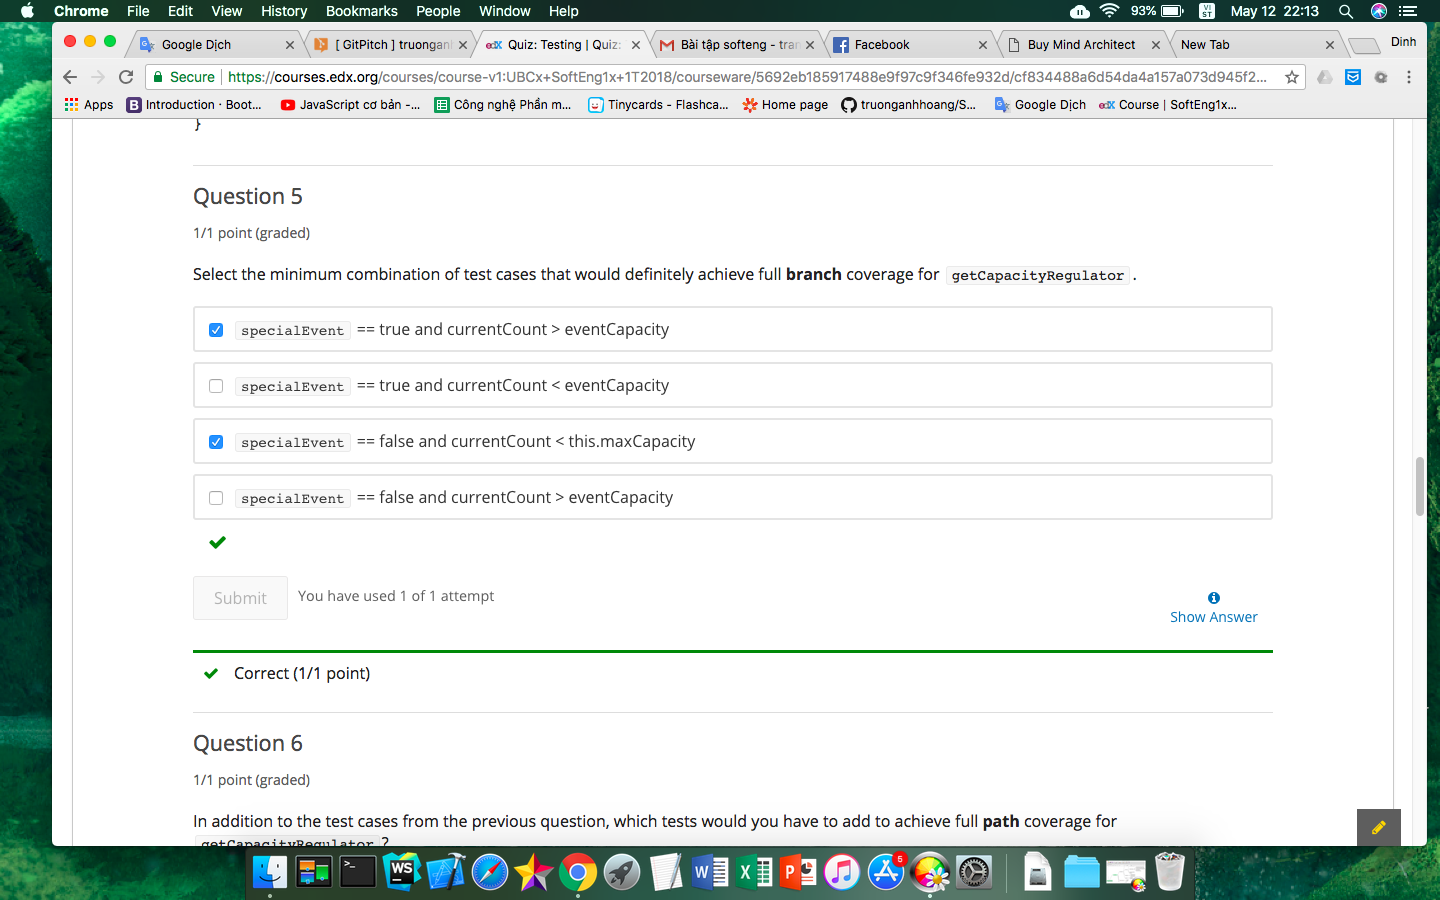 Chrome File Edit View History Bookmarks People Window Help 93% VI ST May 12 22:13
Google Dịch [ GitPitch ] truongan edX Quiz: Testing | Quiz: Bài tập softeng - tran Facebook Buy Mind Architect New Tab Dinh
Secure https://courses.edx.org/courses/course-v1:UBCx+SoftEng1x+1T2018/courseware/5692eb185917488e9f97c9f346fe932d/cf834488a6d54da4a157a073d945f2...
Apps Introduction · Boot... JavaScript cơ bản -... Công nghệ Phần m... Tinycards - Flashca... Home page truonganhhoang/S... Google Dịch edX Course | SoftEng1x...
}
Question 5
1/1 point (graded)
Select the minimum combination of test cases that would definitely achieve full branch coverage for getCapacityRegulator .
specialEvent == true and currentCount > eventCapacity
specialEvent == true and currentCount < eventCapacity
specialEvent == false and currentCount < this.maxCapacity
specialEvent == false and currentCount > eventCapacity
Submit You have used 1 of 1 attempt
Show Answer
Correct (1/1 point)
Question 6
1/1 point (graded)
In addition to the test cases from the previous question, which tests would you have to add to achieve full path coverage for
getCapacityRegulator ?
WS
W X P 5